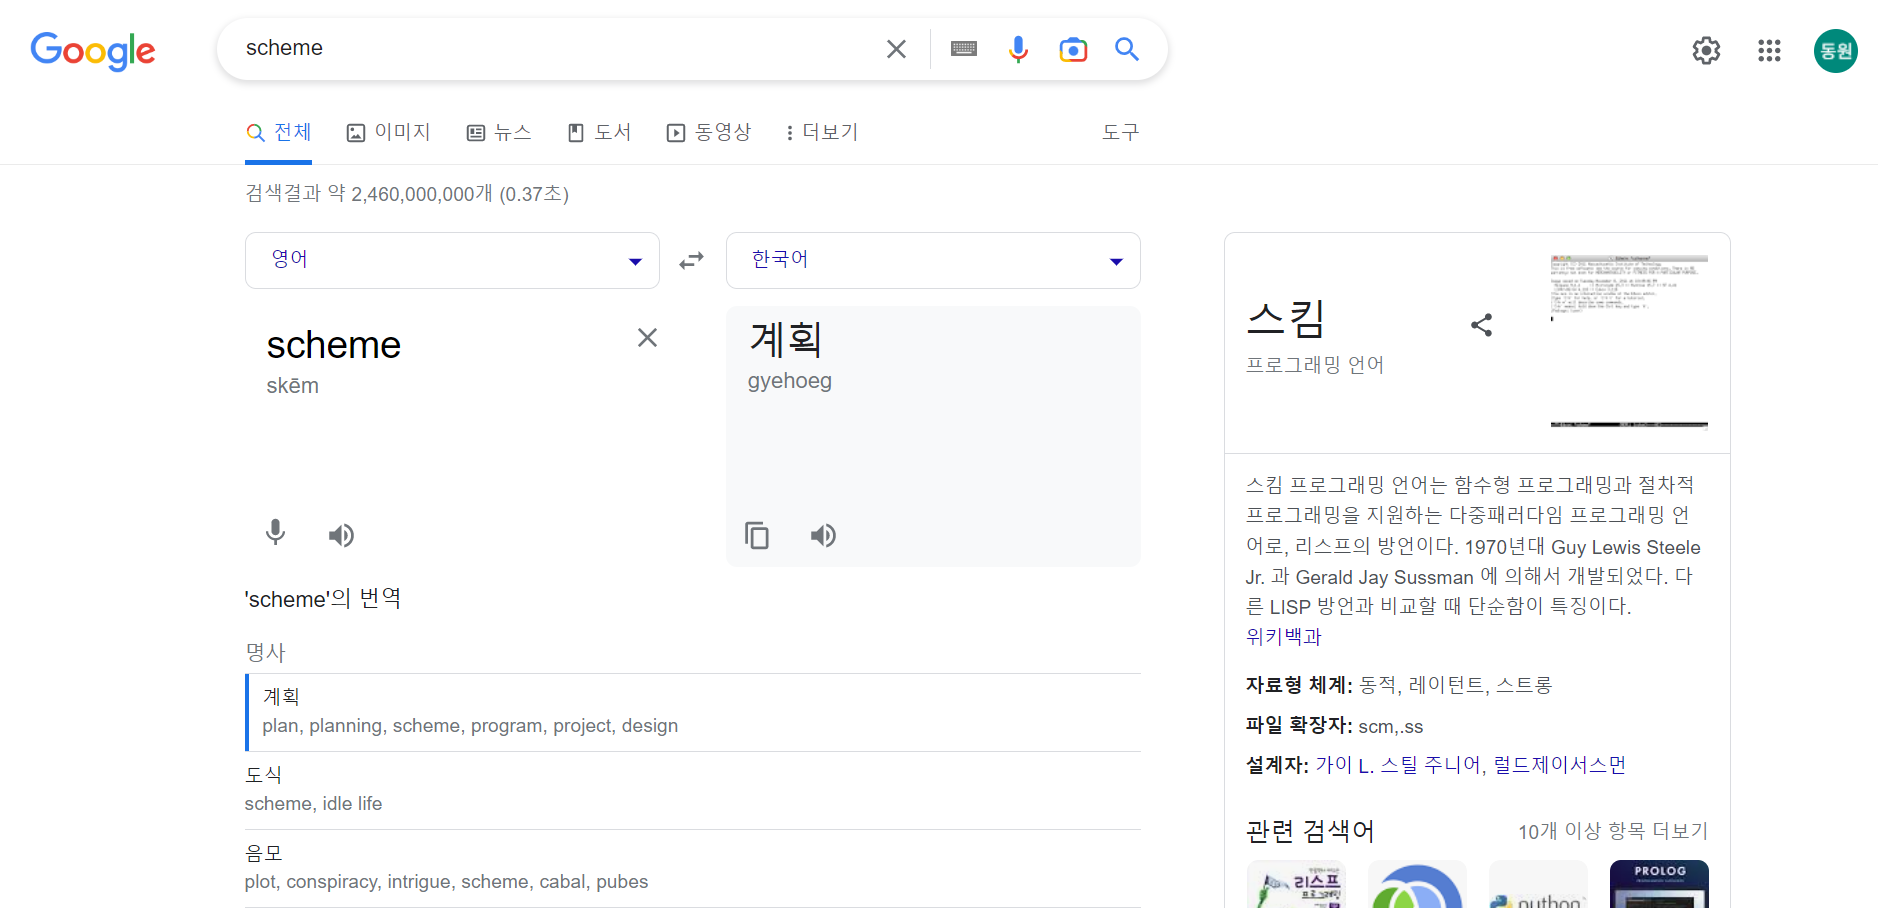 Google
scheme
동원
전체
이미지
뉴스
도서
동영상
더보기
도구
검색결과 약 2,460,000,000개 (0.37초)
영어
한국어
scheme
skēm
계획
gyehoeg
'scheme'의 번역
명사
계획
plan, planning, scheme, program, project, design
도식
scheme, idle life
음모
plot, conspiracy, intrigue, scheme, cabal, pubes
스킴
프로그래밍 언어
스킴 프로그래밍 언어는 함수형 프로그래밍과 절차적
프로그래밍을 지원하는 다중패러다임 프로그래밍 언
어로, 리스프의 방언이다. 1970년대 Guy Lewis Steele
Jr. 과 Gerald Jay Sussman 에 의해서 개발되었다. 다
른 LISP 방언과 비교할 때 단순함이 특징이다.
위키백과
자료형 체계: 동적, 레이턴트, 스트롱
파일 확장자: scm,.ss
설계자: 가이 L. 스틸 주니어, 럴드제이서스먼
관련 검색어
10개 이상 항목 더보기
리스프
프로그래밍
python
PROLOG